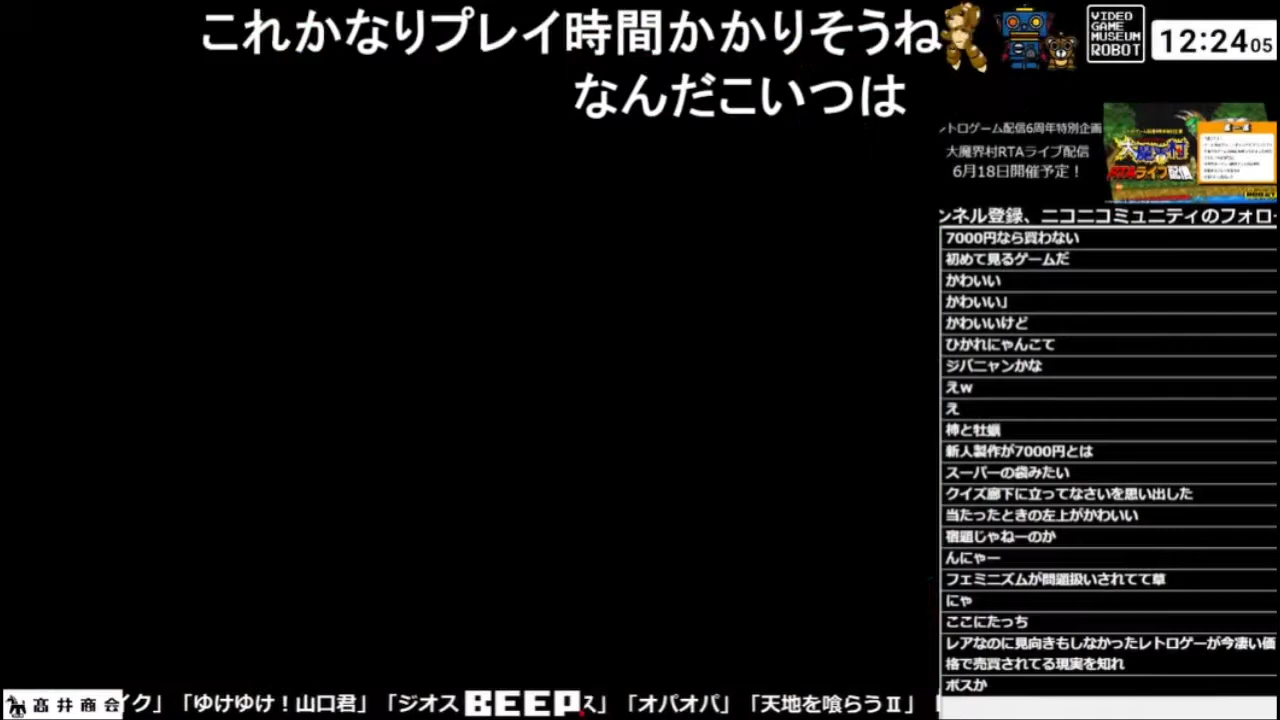 これかなりプレイ時間かかりそうね
なんだこいつは
VIDEO
GAME
MUSEUM
ROBOT
12:24 05
レトロゲーム配信6周年特別企画
大魔界村RTAライブ配信
6月18日開催予定！
大魔界村
RTAライブ配信
ンネル登録、ニコニコミュニティのフォロー
7000円なら買わない
初めて見るゲームだ
かわいい
かわいい」
かわいいけど
ひかれにゃんこて
ジバニャンかな
えw
え
柿と牡蠣
新人製作が7000円とは
スーパーの袋みたい
クイズ廊下に立ってなさいを思い出した
当たったときの左上がかわいい
宿題じゃねーのか
んにゃー
フェミニズムが問題扱いされてて草
にゃ
ここにたっち
レアなのに見向きもしなかったレトロゲーが今凄い価
格で売買されてる現実を知れ
ボスか
髙井商会
イク」「ゆけゆけ！山口君」「ジオス
BEEP
ス」「オパオパ」「天地を喰らうⅡ」「